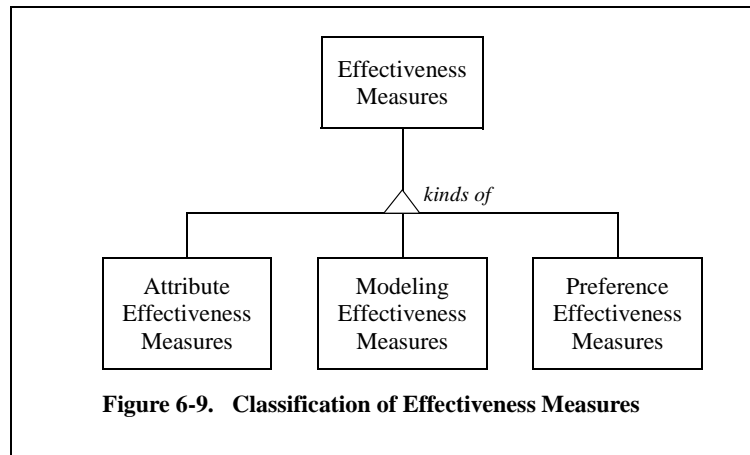 Effectiveness
Measures
kinds of
Attribute
Effectiveness
Measures
Modeling
Effectiveness
Measures
Preference
Effectiveness
Measures
Figure 6-9. Classification of Effectiveness Measures